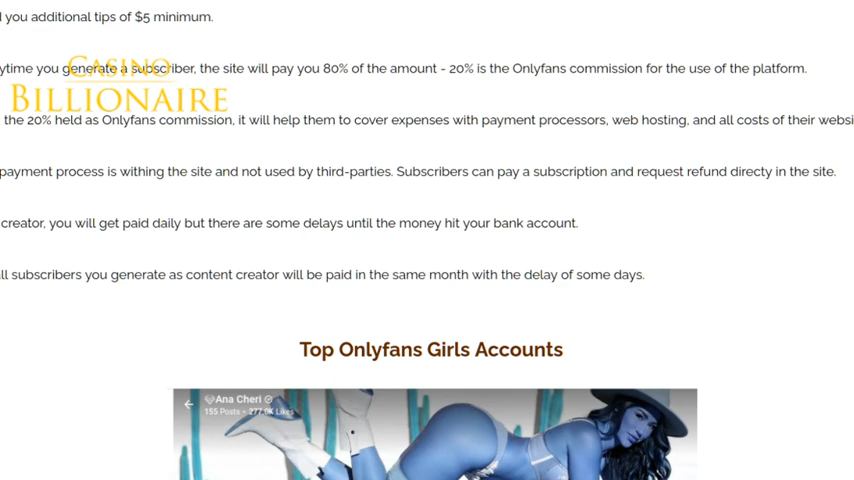 you additional tips of $5 minimum.
CASINO
BILLIONAIRE
ytime you generate a subscriber, the site will pay you 80% of the amount - 20% is the Onlyfans commission for the use of the platform.
the 20% held as Onlyfans commission, it will help them to cover expenses with payment processors, web hosting, and all costs of their websi
payment process is withing the site and not used by third-parties. Subscribers can pay a subscription and request refund directy in the site.
creator, you will get paid daily but there are some delays until the money hit your bank account.
ll subscribers you generate as content creator will be paid in the same month with the delay of some days.
Top Onlyfans Girls Accounts
Ana Cheri
155 Posts • 277.0K Likes